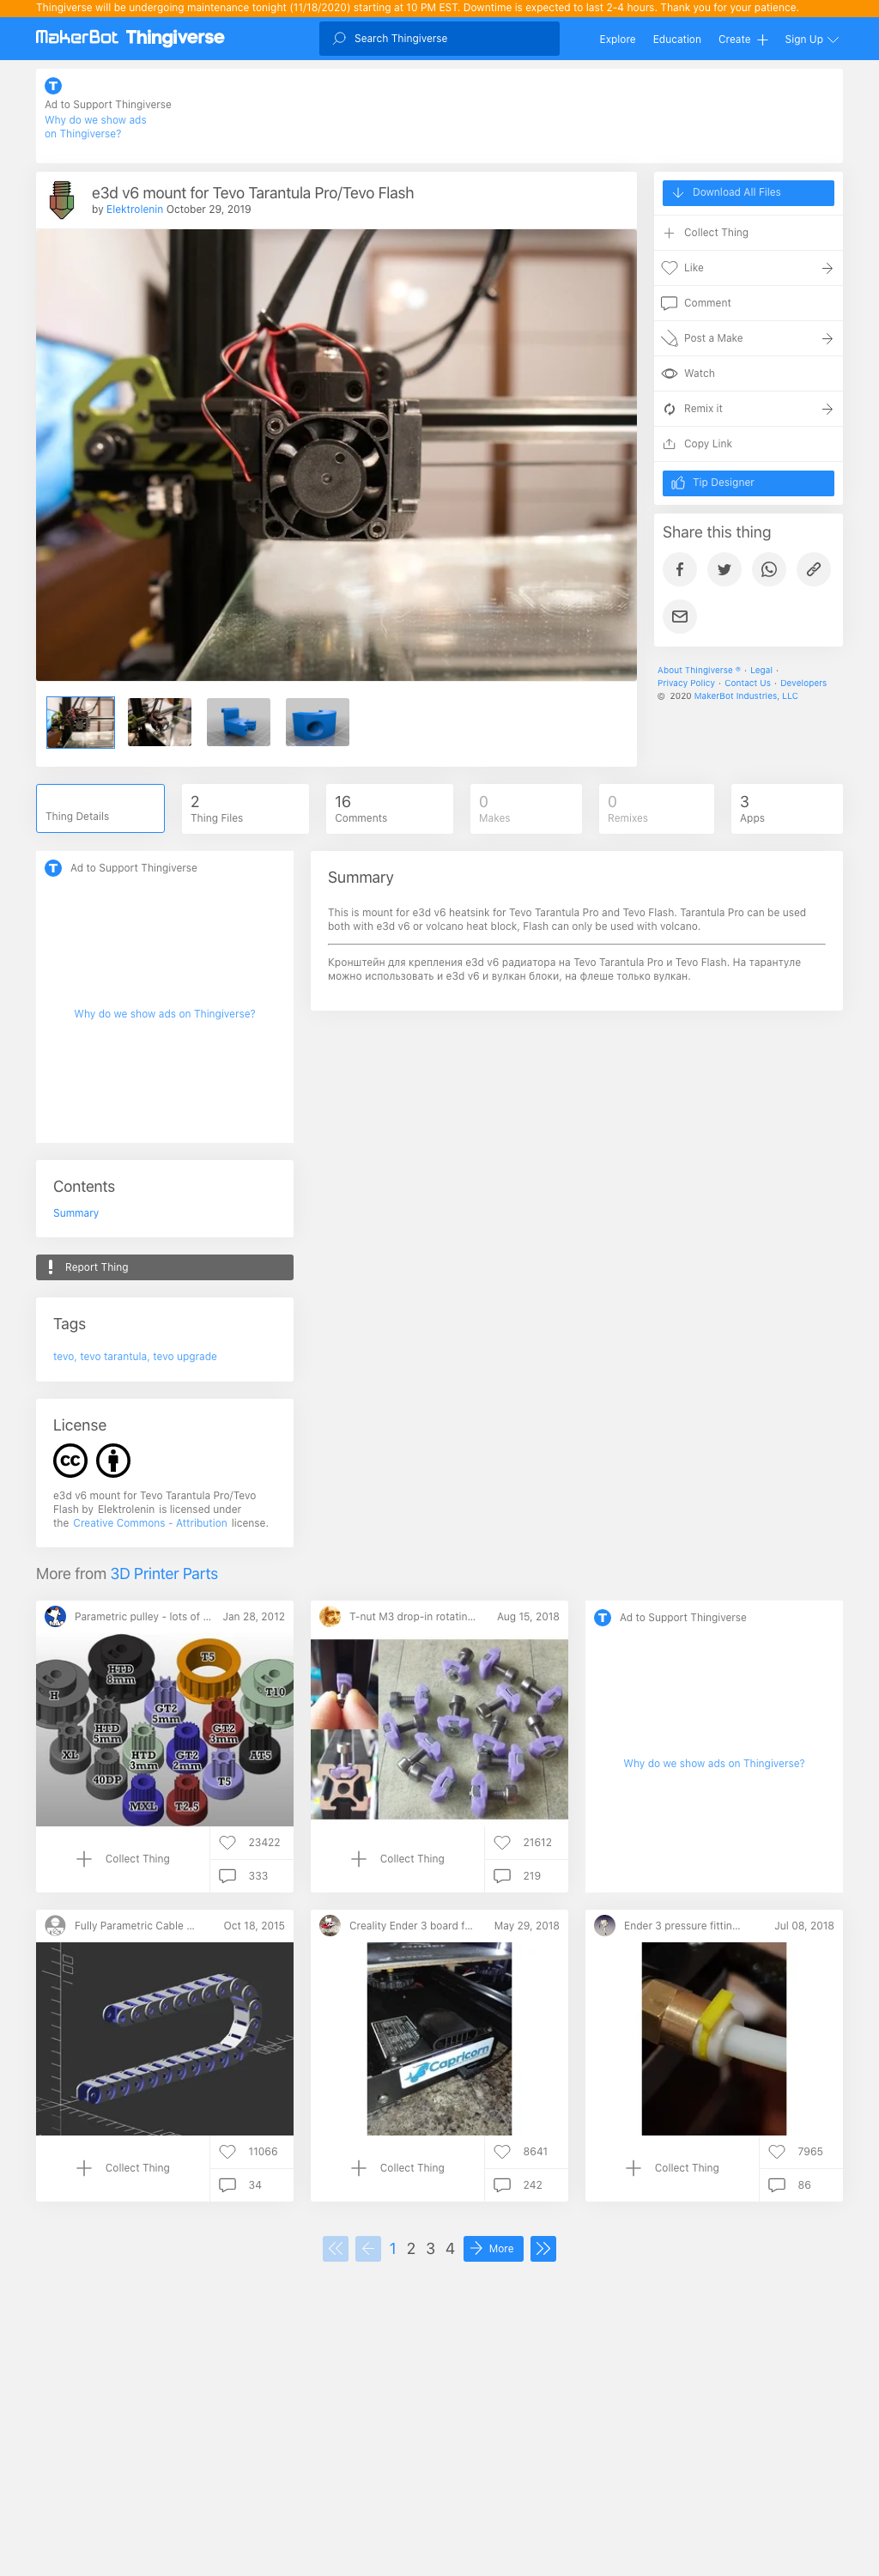 Thingiverse will be undergoing maintenance tonight (11/18/2020) starting at 10 PM EST. Downtime is expected to last 2-4 hours. Thank you for your patience.
MakerBot Thingiverse
Search Thingiverse
Explore
Education
Create
Sign Up
Ad to Support Thingiverse
Why do we show ads
on Thingiverse?
e3d v6 mount for Tevo Tarantula Pro/Tevo Flash
by Elektrolenin October 29, 2019
Download All Files
Collect Thing
Like
Comment
Post a Make
Watch
Remix it
Copy Link
Tip Designer
Share this thing
About Thingiverse ® · Legal ·
Privacy Policy · Contact Us · Developers
© 2020 MakerBot Industries, LLC
Thing Details
2
Thing Files
16
Comments
0
Makes
0
Remixes
3
Apps
Ad to Support Thingiverse
Why do we show ads on Thingiverse?
Summary
This is mount for e3d v6 heatsink for Tevo Tarantula Pro and Tevo Flash. Tarantula Pro can be used
both with e3d v6 or volcano heat block, Flash can only be used with volcano.
Кронштейн для крепления e3d v6 радиатора на Tevo Tarantula Pro и Tevo Flash. На тарантуле
можно использовать и e3d v6 и вулкан блоки, на флеше только вулкан.
Contents
Summary
Report Thing
Tags
tevo, tevo tarantula, tevo upgrade
License
cc
e3d v6 mount for Tevo Tarantula Pro/Tevo
Flash by Elektrolenin is licensed under
the Creative Commons - Attribution license.
More from 3D Printer Parts
Parametric pulley - lots of ...
Jan 28, 2012
H
HTD
8mm
T5
T10
GT2
5mm
HTD
5mm
GT2
3mm
XL
HTD
3mm
GT2
2mm
AT5
40DP
T5
MXL
T2.5
Collect Thing
23422
333
T-nut M3 drop-in rotatin...
Aug 15, 2018
Collect Thing
21612
219
Ad to Support Thingiverse
Why do we show ads on Thingiverse?
Fully Parametric Cable ...
Oct 18, 2015
Collect Thing
11066
34
Creality Ender 3 board f...
May 29, 2018
Capricorn
Collect Thing
8641
242
Ender 3 pressure fittin...
Jul 08, 2018
Collect Thing
7965
86
1 2 3 4 More